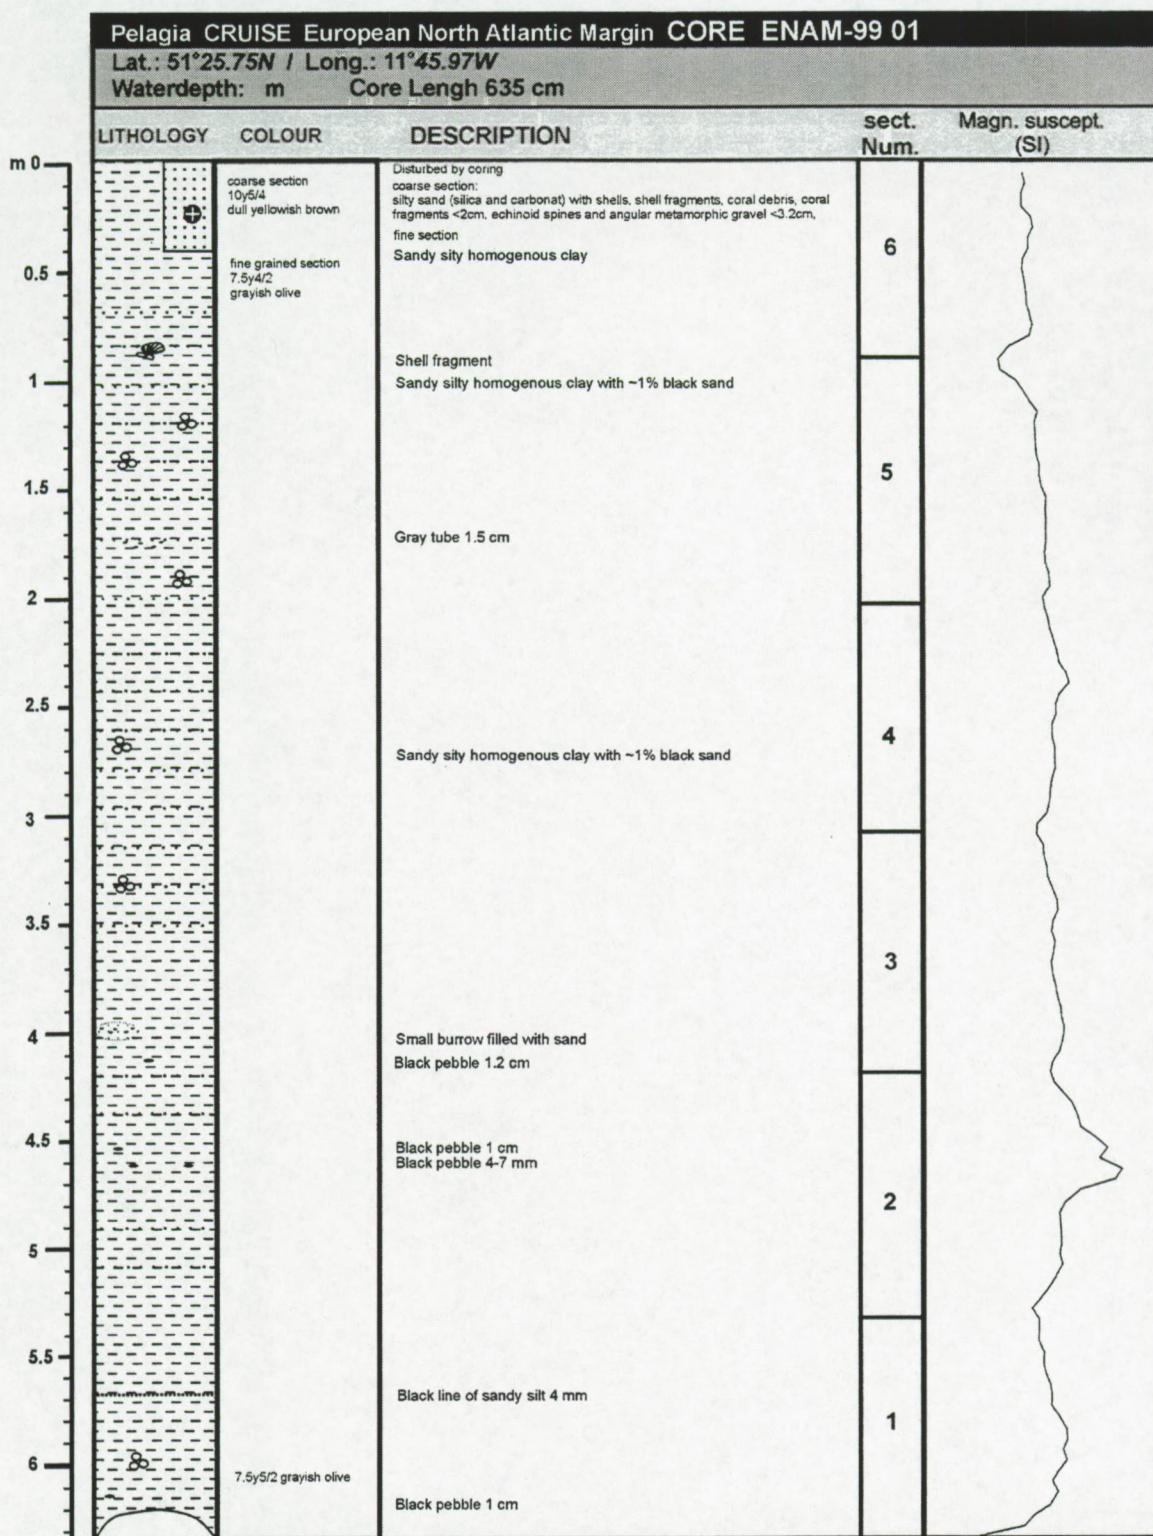 Pelagia CRUISE European North Atlantic Margin CORE ENAM-99 01
Lat.: 51°25.75N / Long.: 11°45.97W
Waterdepth: m Core Lengh 635 cm
LITHOLOGY COLOUR DESCRIPTION sect. Num. Magn. suscept. (SI)
m 0
Disturbed by coring
coarse section
10y5/4
dull yellowish brown
coarse section:
silty sand (silica and carbonat) with shells, shell fragments, coral debris, coral
fragments <2cm, echinoid spines and angular metamorphic gravel <3.2cm,
fine section
6
Sandy sity homogenous clay
fine grained section
7.5y4/2
grayish olive
0.5
Shell fragment
1
Sandy silty homogenous clay with ~1% black sand
5
1.5
Gray tube 1.5 cm
2
2.5
4
Sandy sity homogenous clay with ~1% black sand
3
3.5
3
4
Small burrow filled with sand
Black pebble 1.2 cm
4.5
Black pebble 1 cm
Black pebble 4-7 mm
2
5
5.5
Black line of sandy silt 4 mm
1
6
7.5y5/2 grayish olive
Black pebble 1 cm